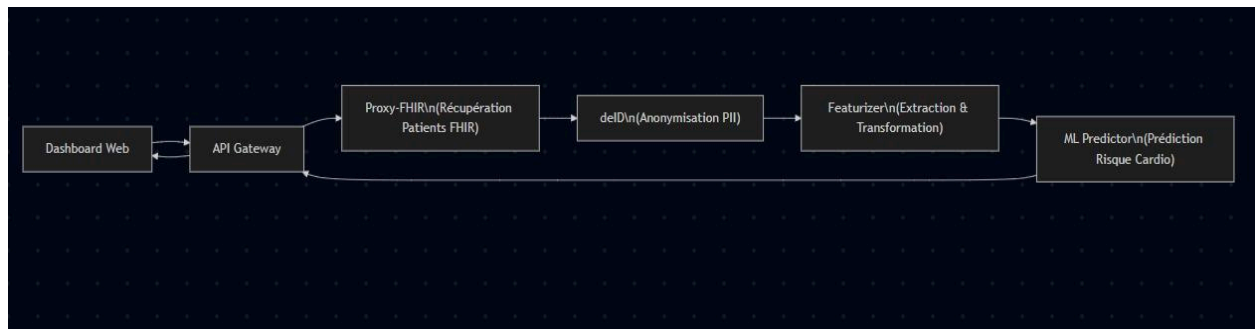 Dashboard Web
API Gateway
Proxy-FHIR\n(Récupération
Patients FHIR)
deID\n(Anonymisation PII)
Featurizer\n(Extraction &
Transformation)
ML Predictor\n(Prédiction
Risque Cardio)